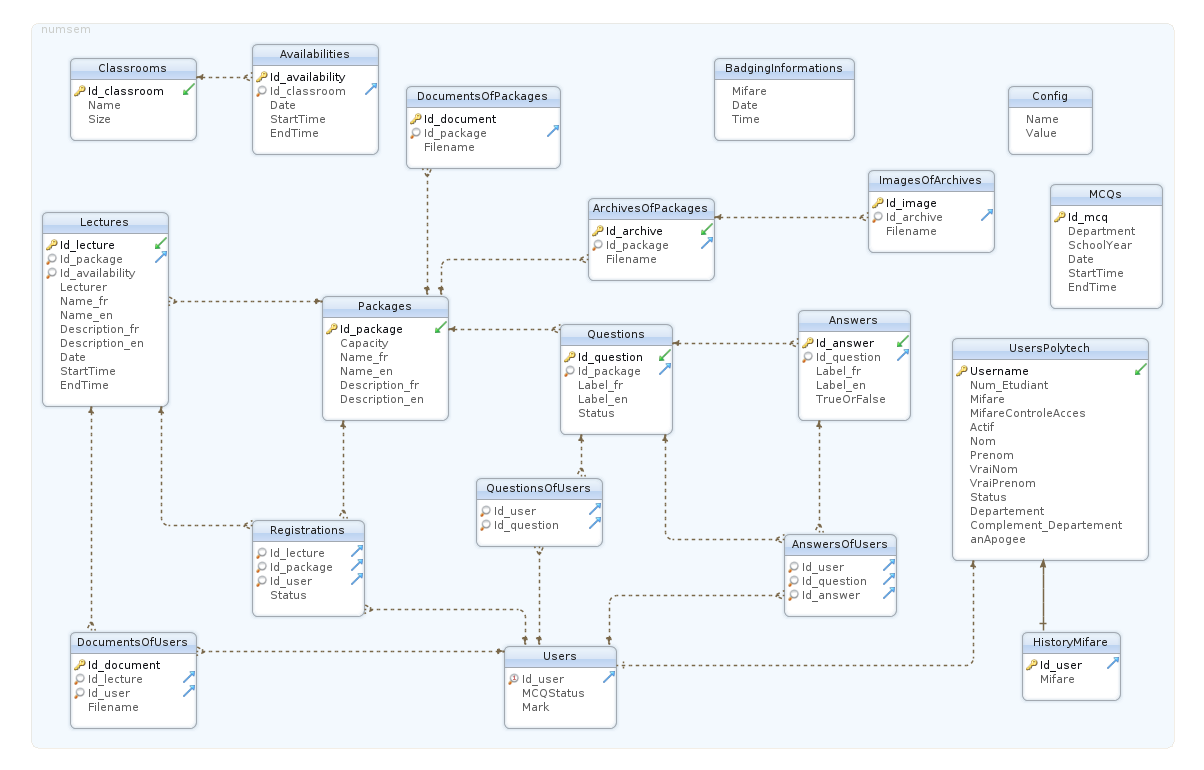 numsem
Classrooms
Id_classroom
Name
Size
Availabilities
Id_availability
Id_classroom
Date
StartTime
EndTime
DocumentsOfPackages
Id_document
Id_package
Filename
BadgingInformations
Mifare
Date
Time
Config
Name
Value
ImagesOfArchives
Id_image
Id_archive
Filename
MCQs
Id_mcq
Department
SchoolYear
Date
StartTime
EndTime
ArchivesOfPackages
Id_archive
Id_package
Filename
Lectures
Id_lecture
Id_package
Id_availability
Lecturer
Name_fr
Name_en
Description_fr
Description_en
Date
StartTime
EndTime
Packages
Id_package
Capacity
Name_fr
Name_en
Description_fr
Description_en
Questions
Id_question
Id_package
Label_fr
Label_en
Status
Answers
Id_answer
Id_question
Label_fr
Label_en
TrueOrFalse
UsersPolytech
Username
Num_Etudiant
Mifare
MifareControleAcces
Actif
Nom
Prenom
VraiNom
VraiPrenom
Status
Departement
Complement_Departement
anApogee
QuestionsOfUsers
Id_user
Id_question
Registrations
Id_lecture
Id_package
Id_user
Status
AnswersOfUsers
Id_user
Id_question
Id_answer
DocumentsOfUsers
Id_document
Id_lecture
Id_user
Filename
Users
Id_user
MCQStatus
Mark
HistoryMifare
Id_user
Mifare